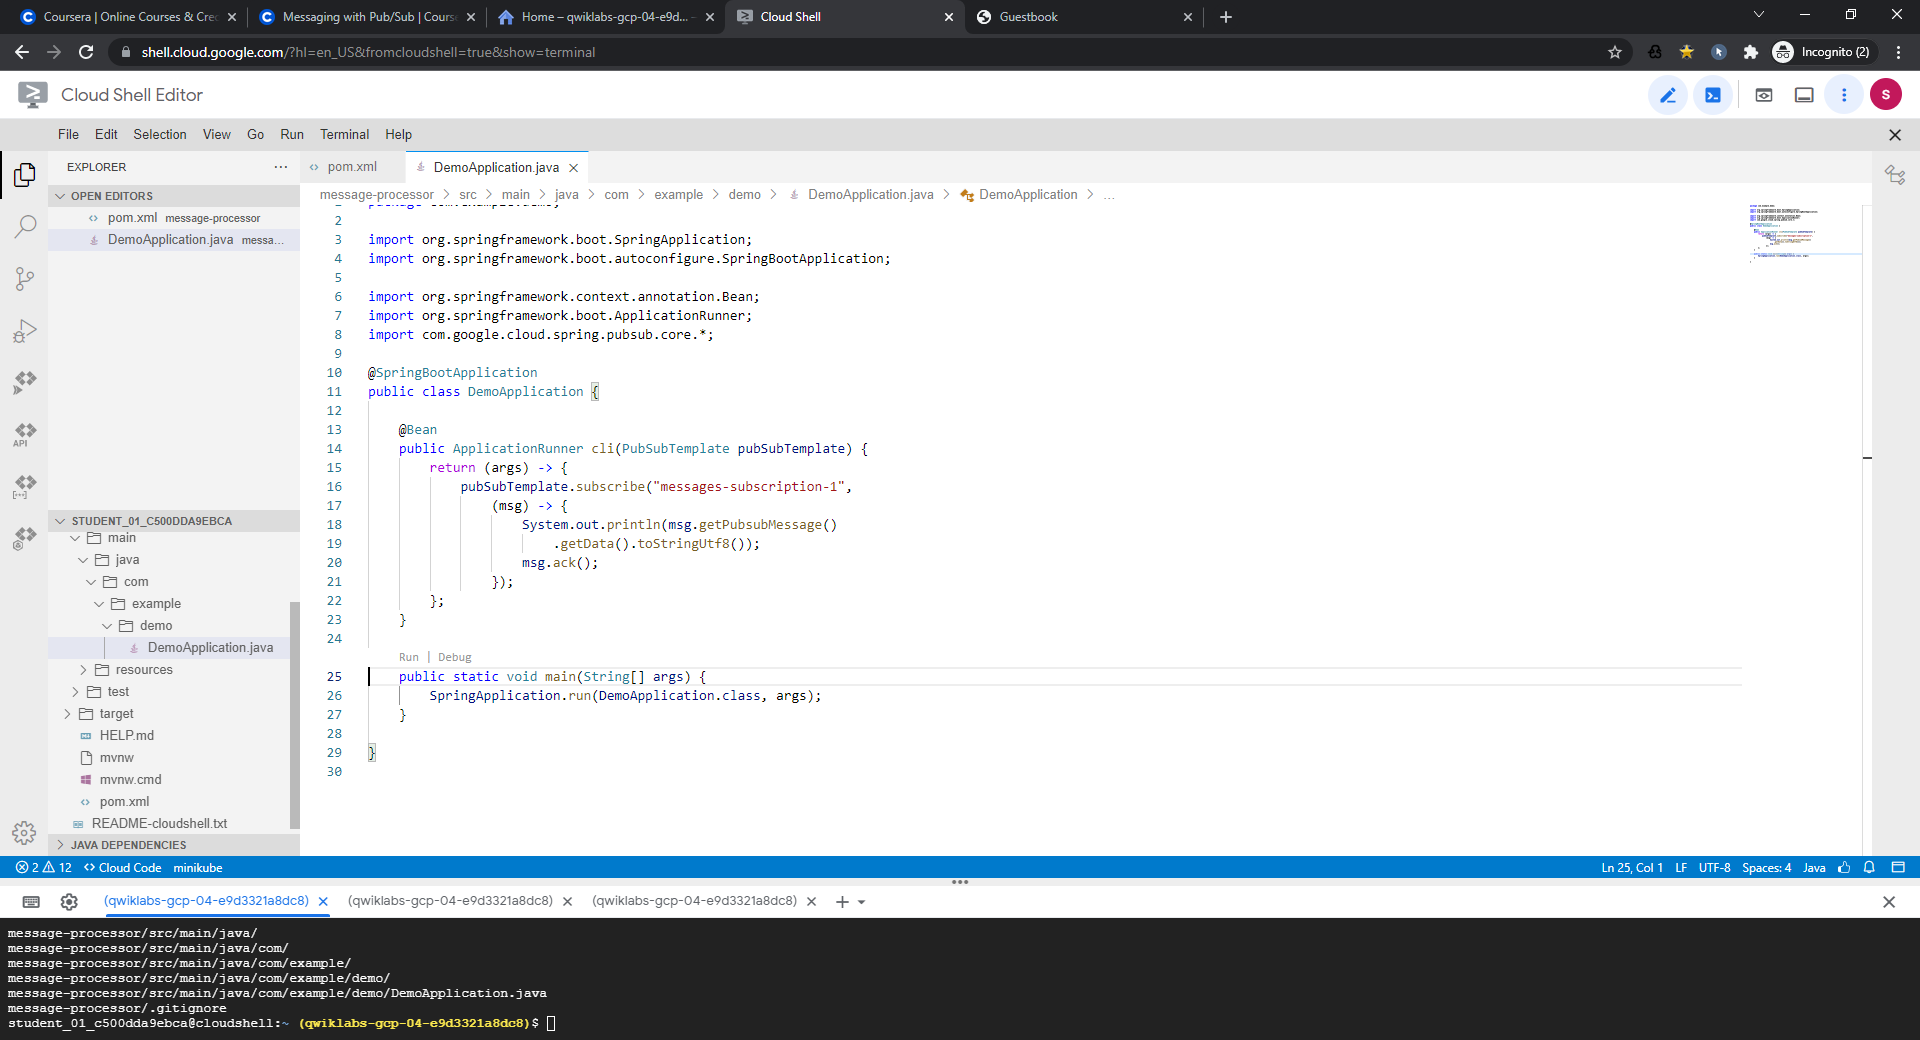 Coursera | Online Courses & Cre
Messaging with Pub/Sub | Cours
Home – qwiklabs-gcp-04-e9d...
Cloud Shell
Guestbook
shell.cloud.google.com/?hl=en_US&fromcloudshell=true&show=terminal
Incognito (2)
Cloud Shell Editor
S
File Edit Selection View Go Run Terminal Help
EXPLORER
OPEN EDITORS
pom.xml message-processor
DemoApplication.java messa...
API
STUDENT_01_C500DDA9EBCA
main
java
com
example
demo
DemoApplication.java
resources
test
target
HELP.md
mvnw
mvnw.cmd
pom.xml
README-cloudshell.txt
JAVA DEPENDENCIES
pom.xml
DemoApplication.java
message-processor > src > main > java > com > example > demo > DemoApplication.java > DemoApplication > ...
package com.example.demo;
2
3 import org.springframework.boot.SpringApplication;
4 import org.springframework.boot.autoconfigure.SpringBootApplication;
5
6 import org.springframework.context.annotation.Bean;
7 import org.springframework.boot.ApplicationRunner;
8 import com.google.cloud.spring.pubsub.core.*;
9
10 @SpringBootApplication
11 public class DemoApplication {
12
13 @Bean
14 public ApplicationRunner cli(PubSubTemplate pubSubTemplate) {
15 return (args) -> {
16 pubSubTemplate.subscribe("messages-subscription-1",
17 (msg) -> {
18 System.out.println(msg.getPubsubMessage()
19 .getData().toStringUtf8());
20 msg.ack();
21 });
22 };
23 }
24
Run | Debug
25 public static void main(String[] args) {
26 SpringApplication.run(DemoApplication.class, args);
27 }
28
29 }
30
2 12 Cloud Code minikube
Ln 25, Col 1 LF UTF-8 Spaces: 4 Java
(qwiklabs-gcp-04-e9d3321a8dc8)
(qwiklabs-gcp-04-e9d3321a8dc8)
(qwiklabs-gcp-04-e9d3321a8dc8)
message-processor/src/main/java/
message-processor/src/main/java/com/
message-processor/src/main/java/com/example/
message-processor/src/main/java/com/example/demo/
message-processor/src/main/java/com/example/demo/DemoApplication.java
message-processor/.gitignore
student_01_c500dda9ebca@cloudshell:~ (qwiklabs-gcp-04-e9d3321a8dc8)$